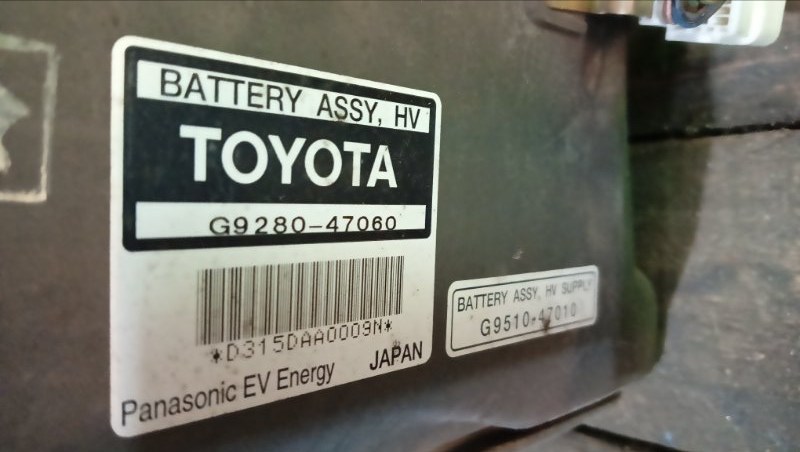 BATTERY ASSY, HV
TOYOTA
G9280-47060
*D315DAA0009N*
Panasonic EV Energy JAPAN
BATTERY ASSY, HV SUPPLY
G9510-47010